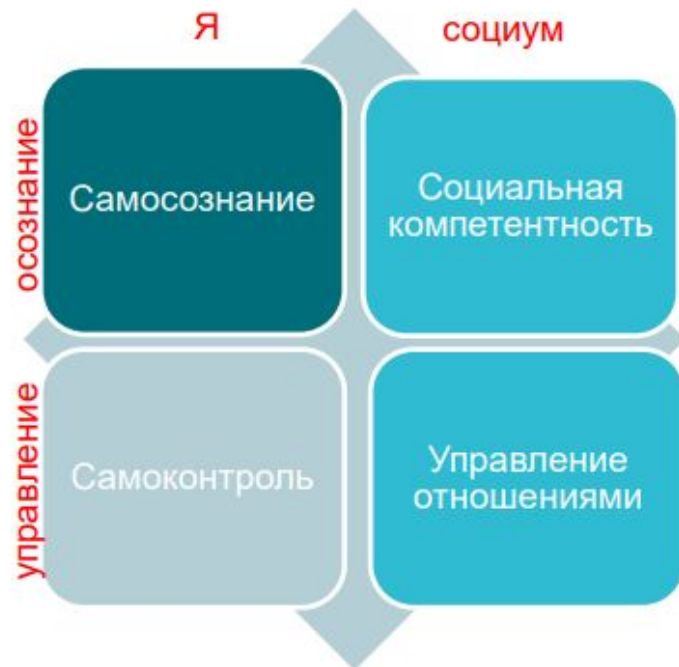 Я
социум
осознание
Самосознание
Социальная
компетентность
управление
Самоконтроль
Управление
отношениями